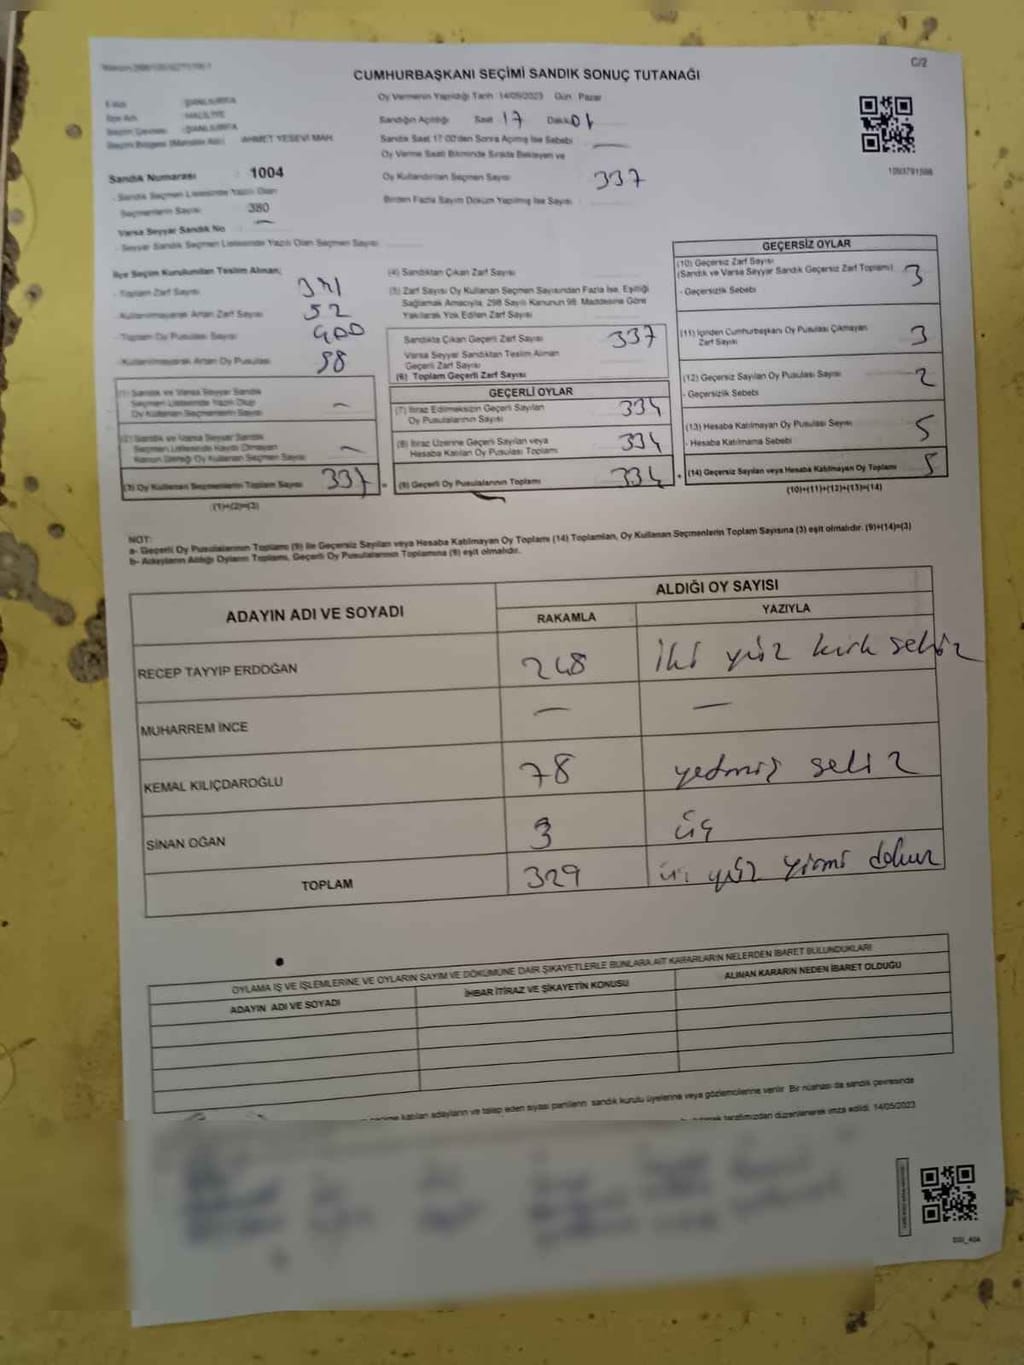 C/2
CUMHURBAŞKANI SEÇİMİ SANDIK SONUÇ TUTANAĞI
Oy Vermenin Yapıldığı Tarih :14/05/2023 Gün: Pazar
Sandığın Açıldığı Saat 17 Dakika 01
Sandık Saat 17:00'den Sonra Açılmış İse Sebebi
Oy Verme Saati Bitiminde Sırada Bekleyen ve
Oy Kullandırılan Seçmen Sayısı 337
Birden Fazla Sayım Döküm Yapılmış İse Sayısı
1093791598
İl Adı : ŞANLIURFA
İlçe Adı : HALİLİYE
Seçim Çevresi : ŞANLIURFA
AHMET YESEVİ MAH.
Sandık Numarası : 1004
- Sandık Seçmen Listesinde Yazılı Olan
Seçmenlerin Sayısı : 380
Varsa Seyyar Sandık No —
- Seyyar Sandık Seçmen Listesinde Yazılı Olan Seçmen Sayısı
İlçe Seçim Kurulundan Teslim Alınan;
- Toplam Zarf Sayısı
- Kullanılmayarak Artan Zarf Sayısı 52
- Toplam Oy Pusulası Sayısı 400
- Kullanılmayarak Artan Oy Pusulası 58
(1) Sandık ve Varsa Seyyar Sandık
Seçmen Listesinde Yazılı Olup
Oy Kullanan Seçmenlerin Sayısı —
(2) Sandık ve Varsa Seyyar Sandık
Seçmen Listesinde Kaydı Olmayan
Kanun Gereği Oy Kullanan Seçmen Sayısı —
(3) Oy Kullanan Seçmenlerin Toplam Sayısı 337 =
(1)+(2)=(3)
(4) Sandıktan Çıkan Zarf Sayısı
(5) Zarf Sayısı Oy Kullanan Seçmen Sayısından Fazla İse, Eşitliği
Sağlamak Amacıyla, 298 Sayılı Kanunun 98. Maddesine Göre
Yakılarak Yok Edilen Zarf Sayısı
Sandıkta Çıkan Geçerli Zarf Sayısı 337
Varsa Seyyar Sandıktan Teslim Alınan
Geçerli Zarf Sayısı
(6) Toplam Geçerli Zarf Sayısı
GEÇERLİ OYLAR
(7) İtiraz Edilmeksizin Geçerli Sayılan
Oy Pusulalarının Sayısı 334
(8) İtiraz Üzerine Geçerli Sayılan veya
Hesaba Katılan Oy Pusulası Toplamı 334
(9) Geçerli Oy Pusulalarının Toplamı 334 +
GEÇERSİZ OYLAR
(10) Geçersiz Zarf Sayısı
(Sandık ve Varsa Seyyar Sandık Geçersiz Zarf Toplamı) 3
- Geçersizlik Sebebi
(11) İçinden Cumhurbaşkanı Oy Pusulası Çıkmayan
Zarf Sayısı 3
(12) Geçersiz Sayılan Oy Pusulası Sayısı 2
- Geçersizlik Sebebi
(13) Hesaba Katılmayan Oy Pusulası Sayısı 5
- Hesaba Katılmama Sebebi
(14) Geçersiz Sayılan veya Hesaba Katılmayan Oy Toplamı 5
(10)+(11)+(12)+(13)=(14)
NOT:
a- Geçerli Oy Pusulalarının Toplamı (9) ile Geçersiz Sayılan veya Hesaba Katılmayan Oy Toplamı (14) Toplamları, Oy Kullanan Seçmenlerin Toplam Sayısına (3) eşit olmalıdır. (9)+(14)=(3)
b- Adayların Aldığı Oyların Toplamı, Geçerli Oy Pusulalarının Toplamına (9) eşit olmalıdır.
ADAYIN ADI VE SOYADI
ALDIĞI OY SAYISI
RAKAMLA YAZIYLA
RECEP TAYYIP ERDOĞAN 248 iki yüz kırk sekiz
MUHARREM İNCE — —
KEMAL KILIÇDAROĞLU 78 yedmiş sekiz
SİNAN OĞAN 3 üç
TOPLAM 329 üç yüz yirmi dokuz
OYLAMA İŞ VE İŞLEMLERİNE VE OYLARIN SAYIM VE DÖKÜMÜNE DAİR ŞİKAYETLERLE BUNLARA AİT KARARLARIN NELERDEN İBARET BULUNDUKLARI
ADAYIN ADI VE SOYADI İHBAR İTİRAZ VE ŞİKAYETİN KONUSU ALINAN KARARIN NEDEN İBARET OLDUĞU
katılan adayların ve talep eden siyasi partilerin sandık kurulu üyelerine veya gözlemcilerine verilir. Bir nüshası da sandık çevresinde
tarafımızdan düzenlenerek imza edildi. 14/05/2023